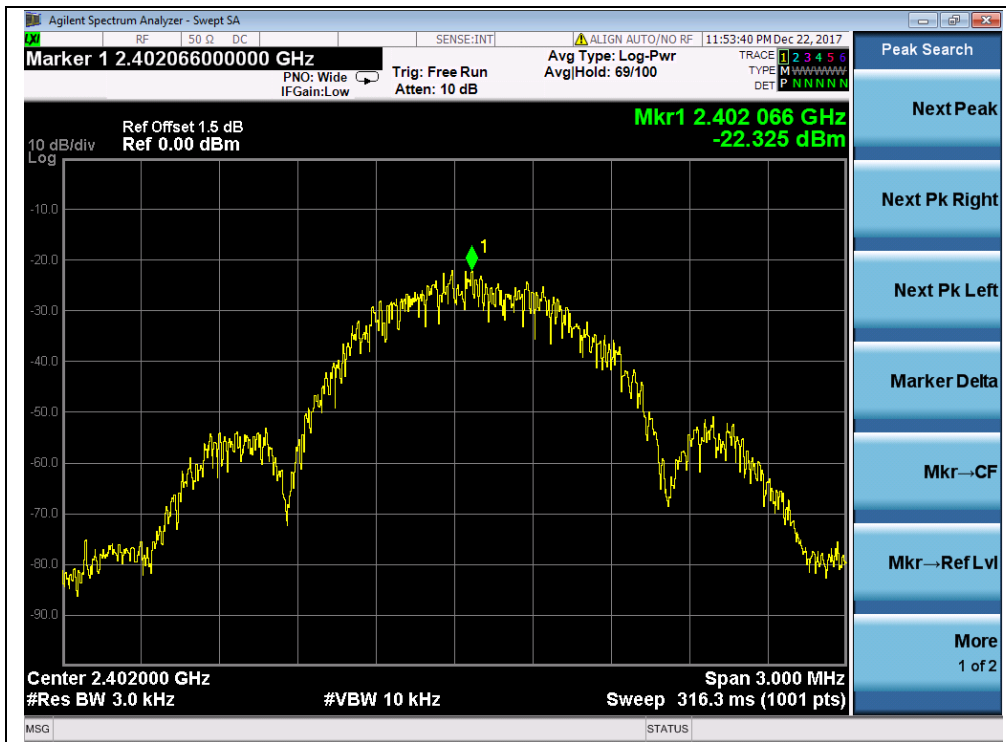 Agilent Spectrum Analyzer - Swept SA
LXI RF 50 Ω DC SENSE:INT ALIGN AUTO/NO RF 11:53:40 PM Dec 22, 2017
Marker 1 2.402066000000 GHz
PNO: Wide
IFGain:Low
Trig: Free Run
Atten: 10 dB
Avg Type: Log-Pwr
Avg|Hold: 69/100
TRACE 1 2 3 4 5 6
TYPE M WWWWW
DET P N N N N N
Peak Search
Mkr1 2.402 066 GHz
-22.325 dBm
Ref Offset 1.5 dB
10 dB/div Ref 0.00 dBm
Log
1
-10.0
-20.0
-30.0
-40.0
-50.0
-60.0
-70.0
-80.0
-90.0
Center 2.402000 GHz Span 3.000 MHz
#Res BW 3.0 kHz #VBW 10 kHz Sweep 316.3 ms (1001 pts)
Next Peak
Next Pk Right
Next Pk Left
Marker Delta
Mkr→CF
Mkr→Ref Lvl
More
1 of 2
MSG STATUS